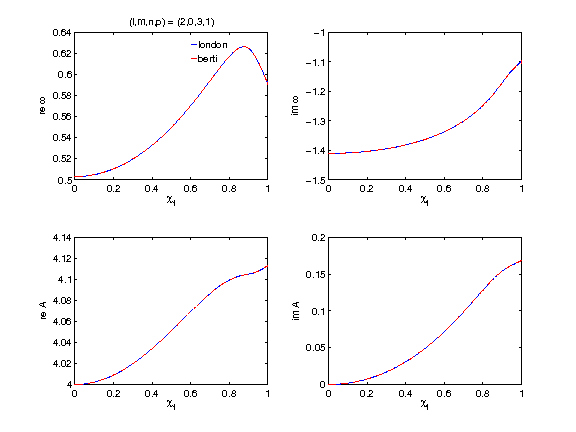 (l,m,n,p) = (2,0,3,1)
london
berti
0.64
0.62
0.6
0.58
0.56
0.54
0.52
0.5
re ω
0 0.2 0.4 0.6 0.8 1
χf
−1
−1.1
−1.2
−1.3
−1.4
−1.5
im ω
0 0.2 0.4 0.6 0.8 1
χf
4.14
4.12
4.1
4.08
4.06
4.04
4.02
4
re A
0 0.2 0.4 0.6 0.8 1
χf
0.2
0.15
0.1
0.05
0
im A
0 0.2 0.4 0.6 0.8 1
χf